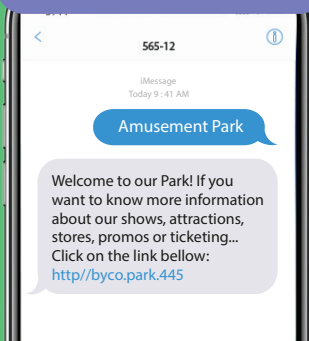 565-12
iMessage
Today 9 : 41 AM
Amusement Park
Welcome to our Park! If you
want to know more information
about our shows, attractions,
stores, promos or ticketing...
Click on the link bellow:
http//byco.park.445